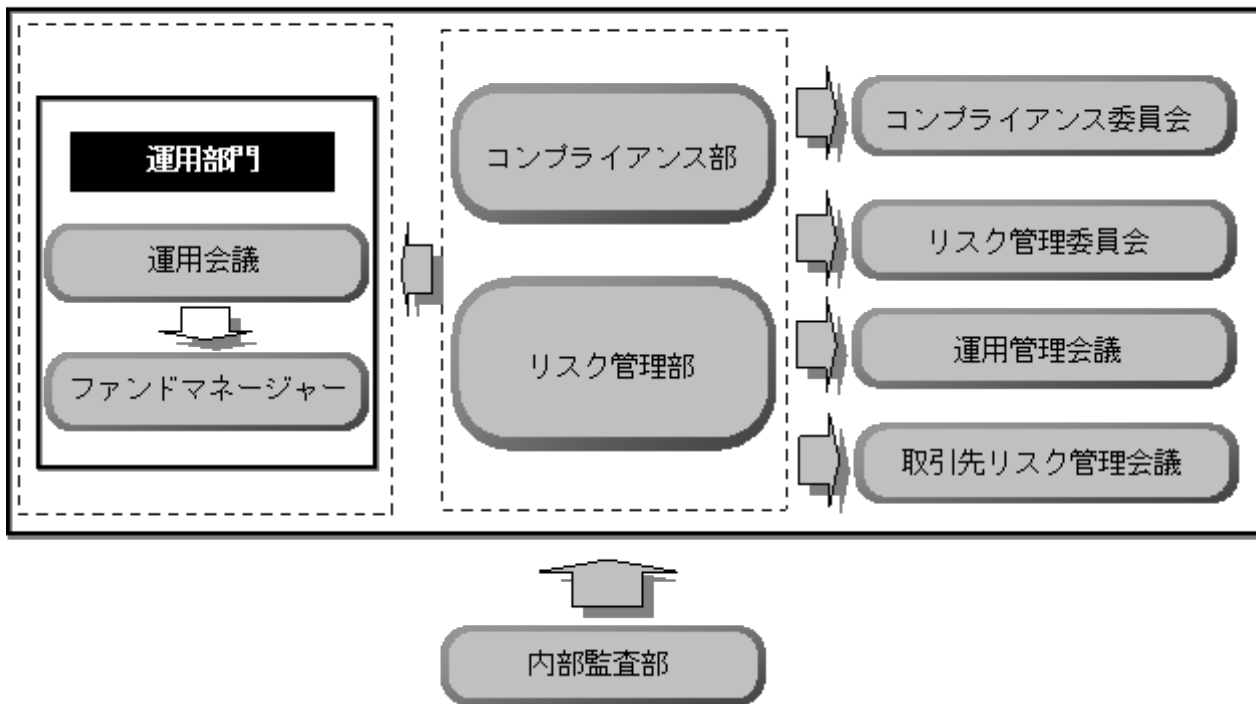 運用部門
運用会議
ファンドマネージャー
コンプライアンス部
リスク管理部
コンプライアンス委員会
リスク管理委員会
運用管理会議
取引先リスク管理会議
内部監査部